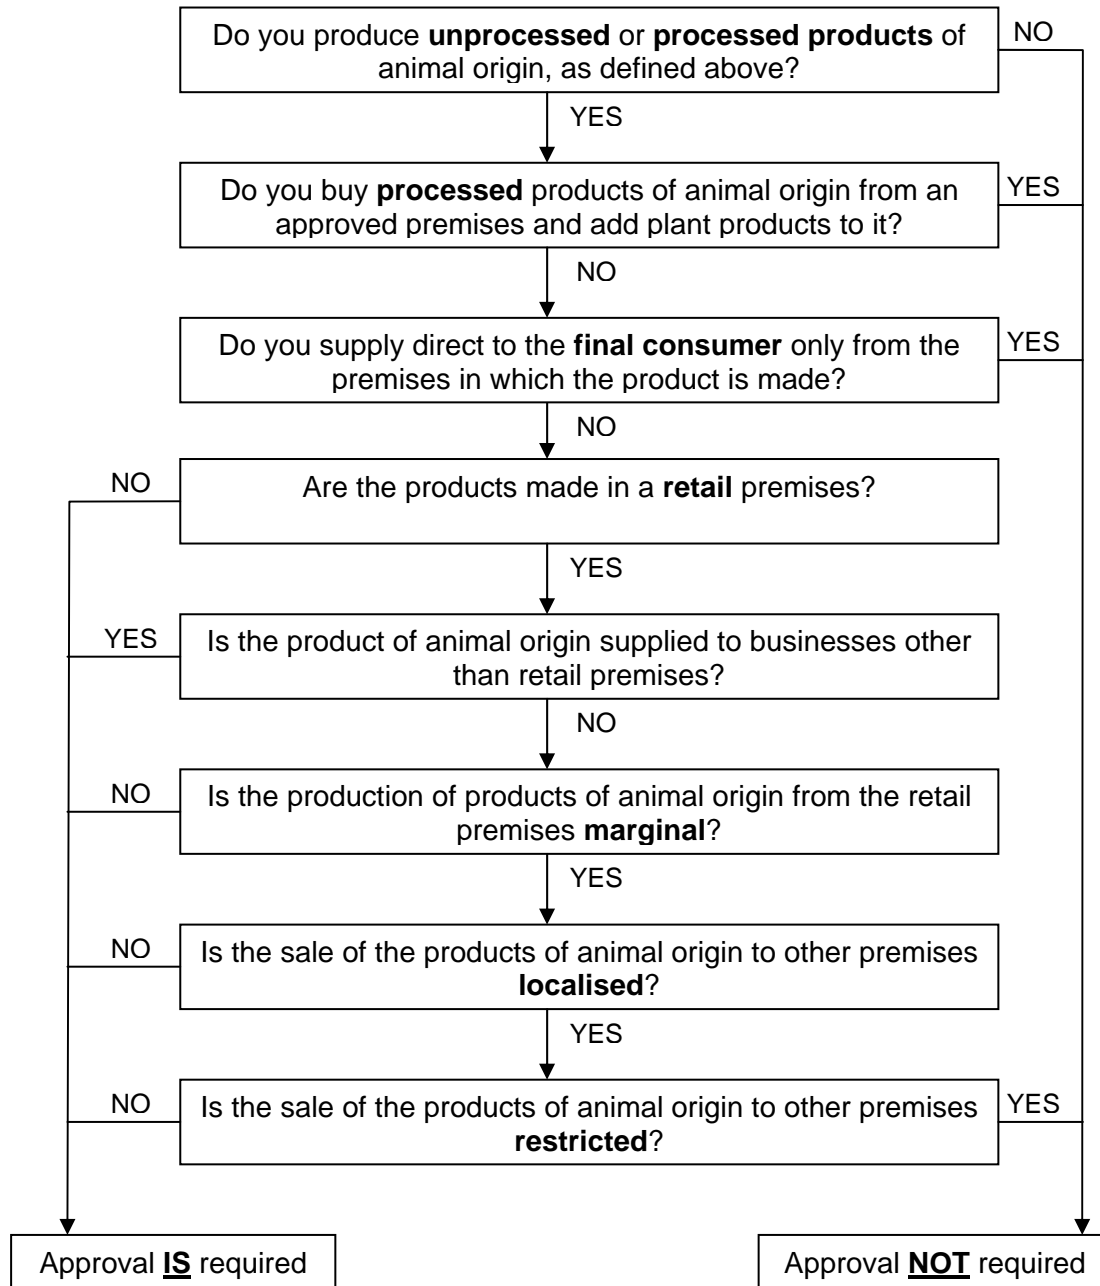 Do you produce unprocessed or processed products of
animal origin, as defined above?
NO
YES
Do you buy processed products of animal origin from an
approved premises and add plant products to it?
YES
NO
Do you supply direct to the final consumer only from the
premises in which the product is made?
YES
NO
NO
Are the products made in a retail premises?
YES
YES
Is the product of animal origin supplied to businesses other
than retail premises?
NO
NO
Is the production of products of animal origin from the retail
premises marginal?
YES
NO
Is the sale of the products of animal origin to other premises
localised?
YES
NO
Is the sale of the products of animal origin to other premises
restricted?
YES
Approval IS required
Approval NOT required